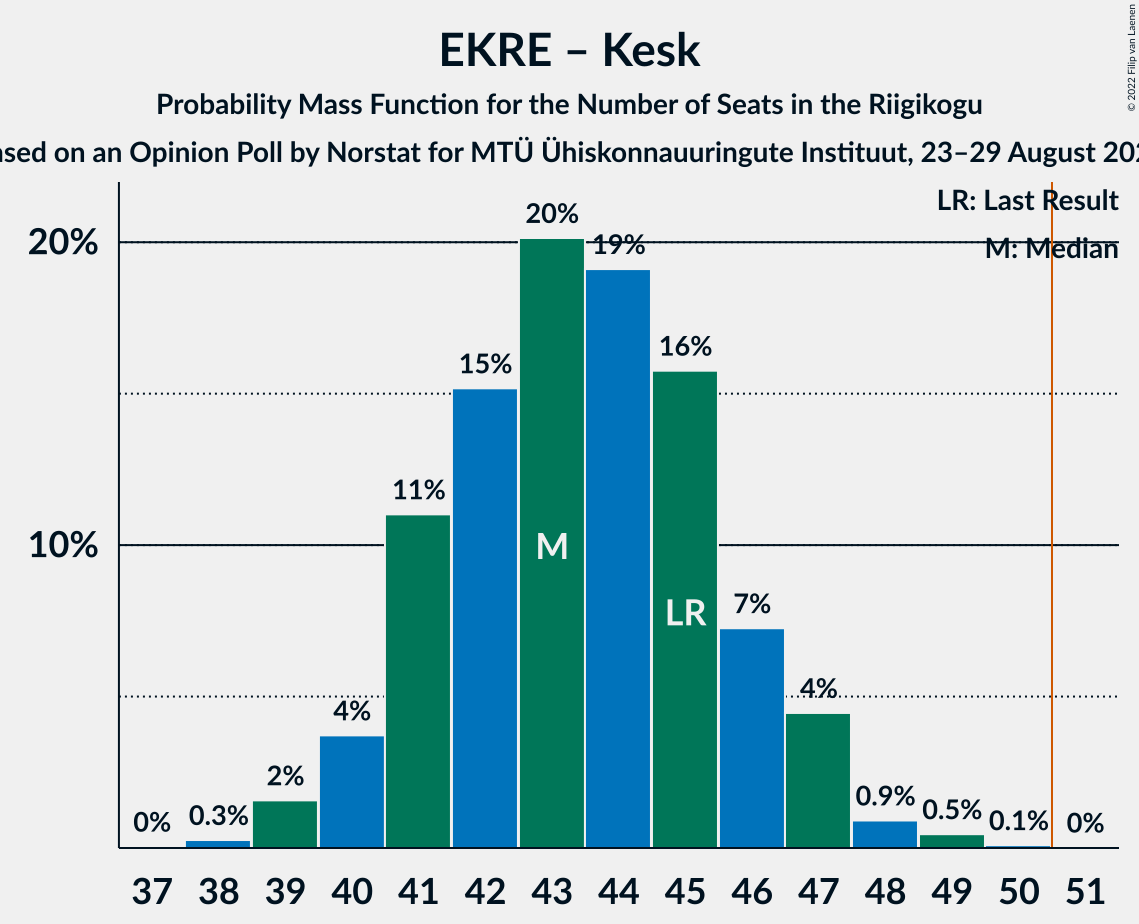 EKRE – Kesk
Probability Mass Function for the Number of Seats in the Riigikogu
on an Opinion Poll by Norstat for MTÜ Ühiskonnauuringute Instituut, 23–29 August
© 2022 Filip van Laenen
LR: Last Result
M: Median
20%
10%
0%
0.3%
2%
4%
11%
15%
20%
19%
16%
7%
4%
0.9%
0.5%
0.1%
0%
M
LR
37 38 39 40 41 42 43 44 45 46 47 48 49 50 51